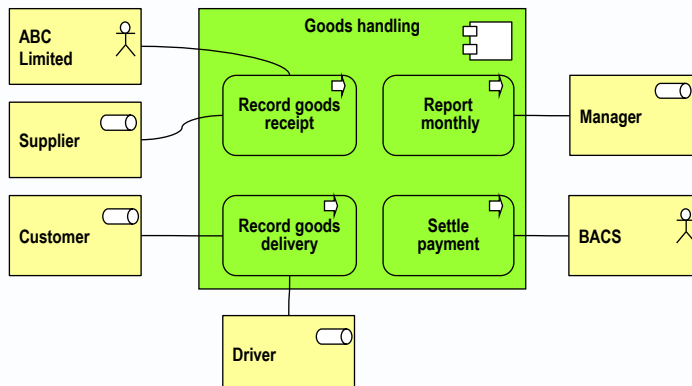 Goods handling
ABC
Limited
Record goods
receipt
Report
monthly
Manager
Supplier
Customer
Record goods
delivery
Settle
payment
BACS
Driver